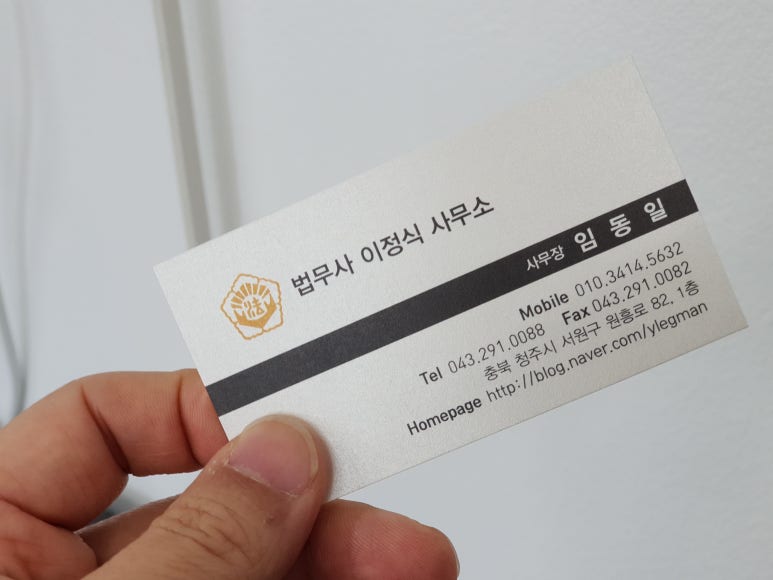 法
법무사 이정식 사무소
사무장 임 동 일
Mobile 010.3414.5632
Tel 043.291.0088 Fax 043.291.0082
충북 청주시 서원구 원흥로 82, 1층
Homepage http://blog.naver.com/ylegman